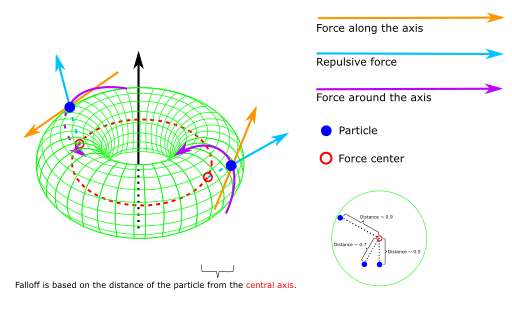 Force along the axis
Repulsive force
Force around the axis
Particle
Force center
Distance ~ 0.9
Distance ~ 0.7
Distance ~ 0.5
Falloff is based on the distance of the particle from the central axis.